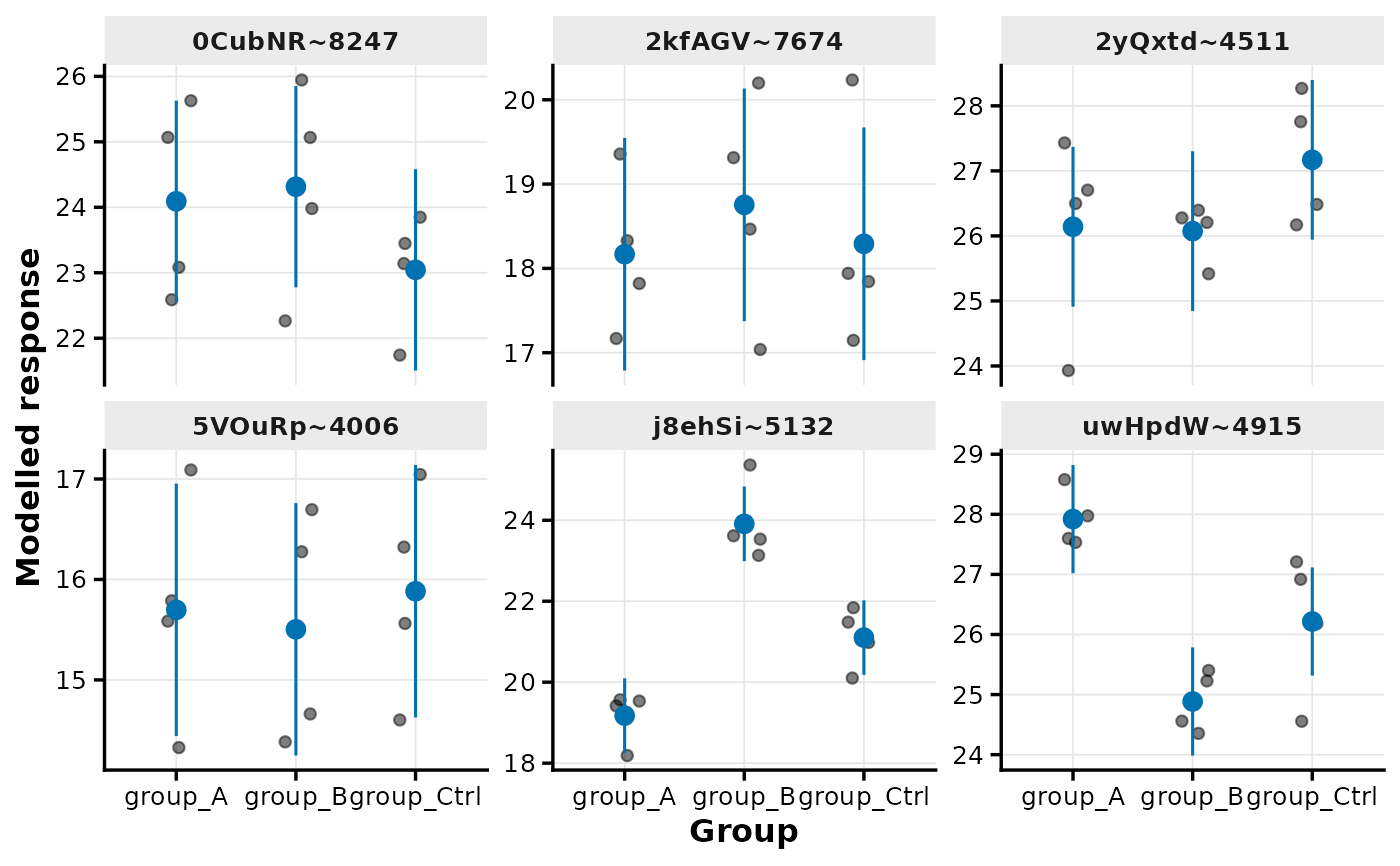 0CubNR~8247
2kfAGV~7674
2yQxtd~4511
26
25
24
23
22
20
19
18
17
28
27
26
25
24
Modelled response
5VOuRp~4006
j8ehSi~5132
uwHpdW~4915
17
16
15
24
22
20
18
29
28
27
26
25
24
group_A group_B group_Ctrl
group_A group_B group_Ctrl
group_A group_B group_Ctrl
Group